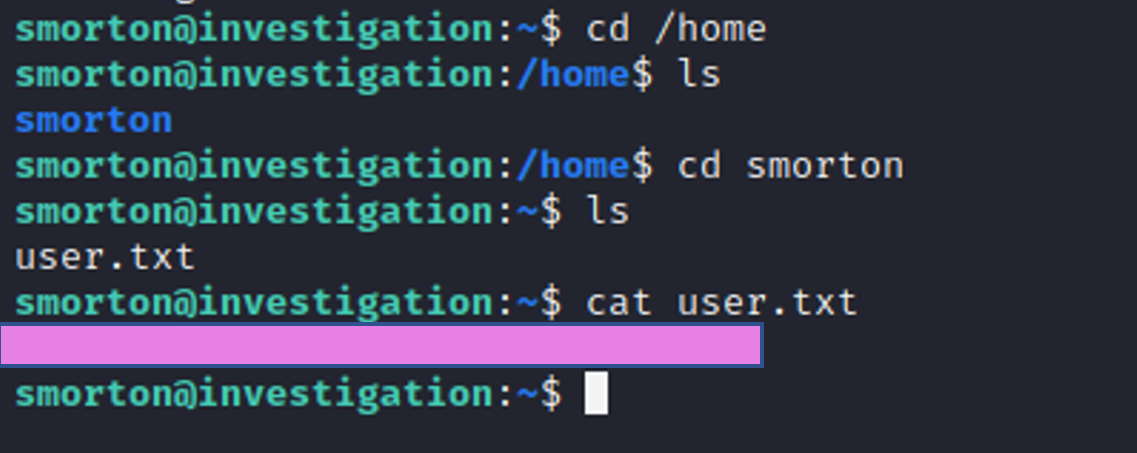 smorton@investigation:~$ cd /home
smorton@investigation:/home$ ls
smorton
smorton@investigation:/home$ cd smorton
smorton@investigation:~$ ls
user.txt
smorton@investigation:~$ cat user.txt
smorton@investigation:~$